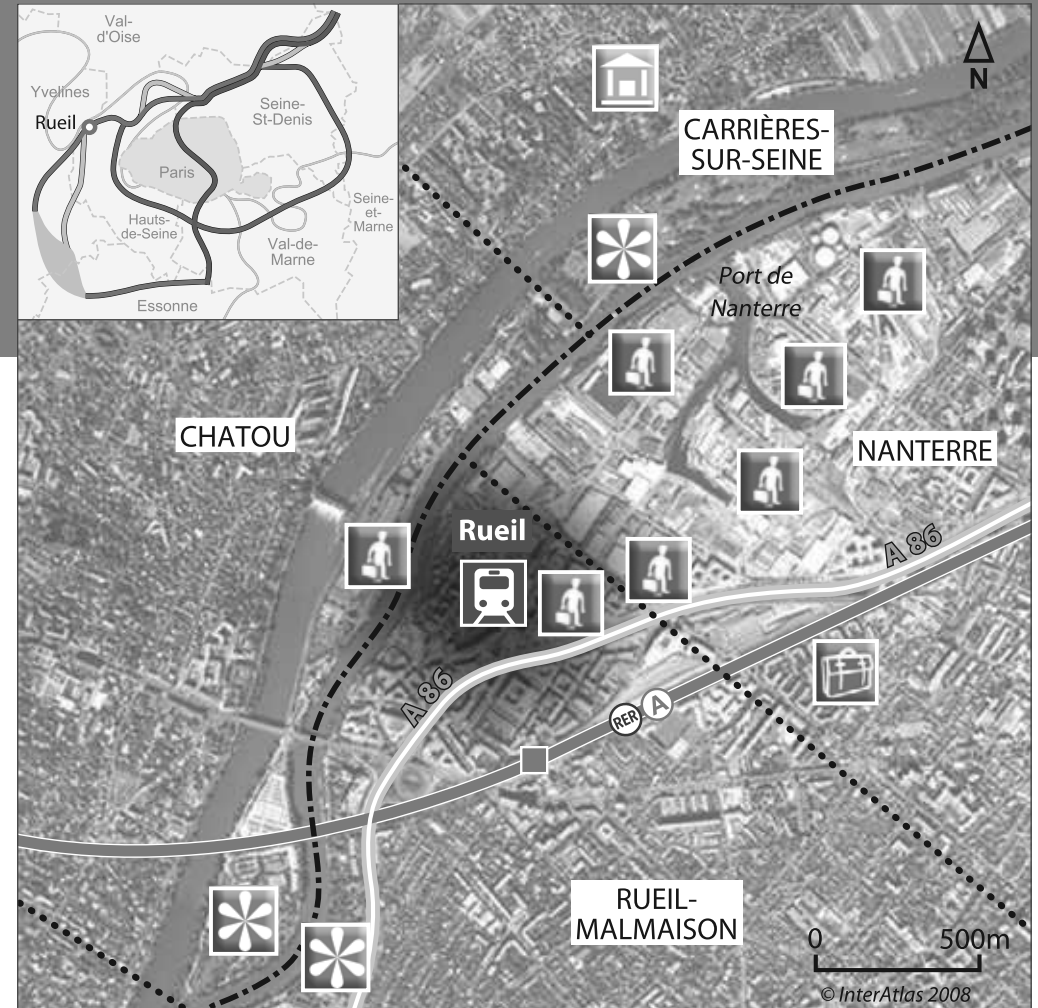 Val-
d'Oise
Yvelines
Rueil
Seine-
St-Denis
Paris
Hauts-
de-Seine
Seine-
et-
Marne
Val-de-
Marne
Essonne
N
CARRIÈRES-
SUR-SEINE
Port de
Nanterre
CHATOU
NANTERRE
Rueil
A 86
A 86
RER A
RUEIL-
MALMAISON
0 500m
© InterAtlas 2008